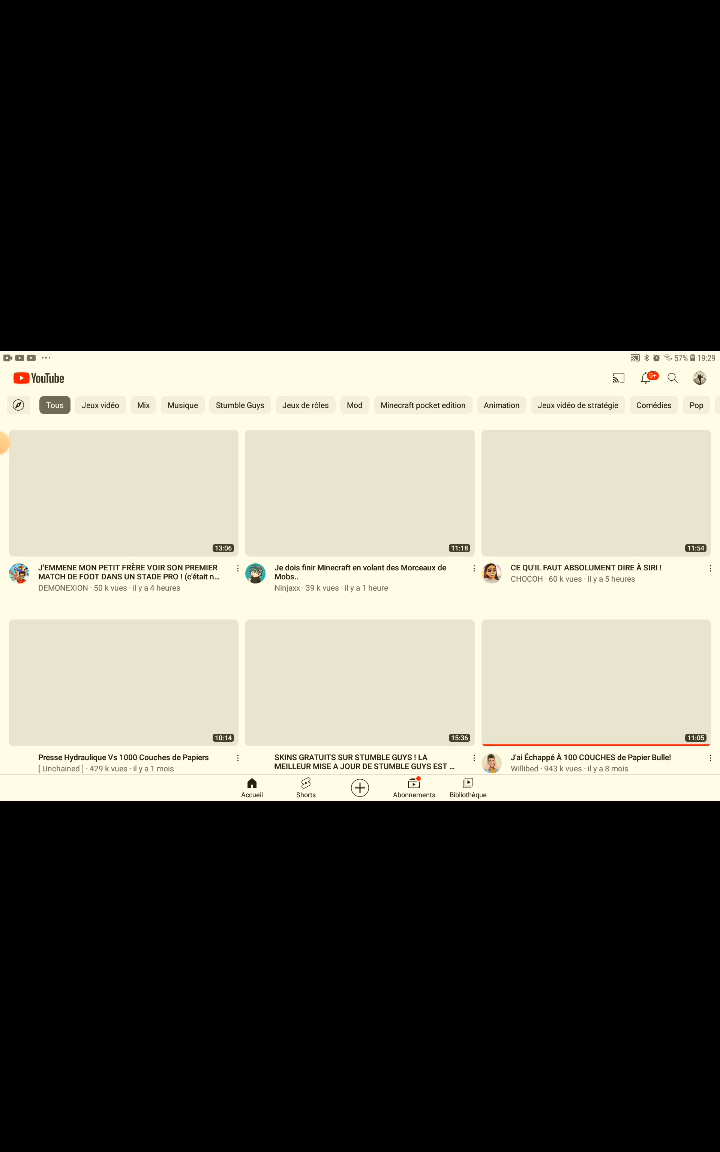 57% 19:29
YouTube
9+
Tous Jeux vidéo Mix Musique Stumble Guys Jeux de rôles Mod Minecraft pocket edition Animation Jeux vidéo de stratégie Comédies Pop
13:06
11:18
11:54
J'EMMENE MON PETIT FRÈRE VOIR SON PREMIER
MATCH DE FOOT DANS UN STADE PRO ! (c'était n...
DEMONEXION · 50 k vues · il y a 4 heures
Je dois finir Minecraft en volant des Morceaux de
Mobs..
Ninjaxx · 39 k vues · il y a 1 heure
CE QU'IL FAUT ABSOLUMENT DIRE À SIRI !
CHOCOH · 60 k vues · il y a 5 heures
10:14
15:36
11:05
Presse Hydraulique Vs 1000 Couches de Papiers
[ Unchained ] · 429 k vues · il y a 1 mois
SKINS GRATUITS SUR STUMBLE GUYS ! LA
MEILLEUR MISE A JOUR DE STUMBLE GUYS EST ...
J'ai Échappé À 100 COUCHES de Papier Bulle!
Willibed · 943 k vues · il y a 8 mois
Accueil Shorts Abonnements Bibliothèque